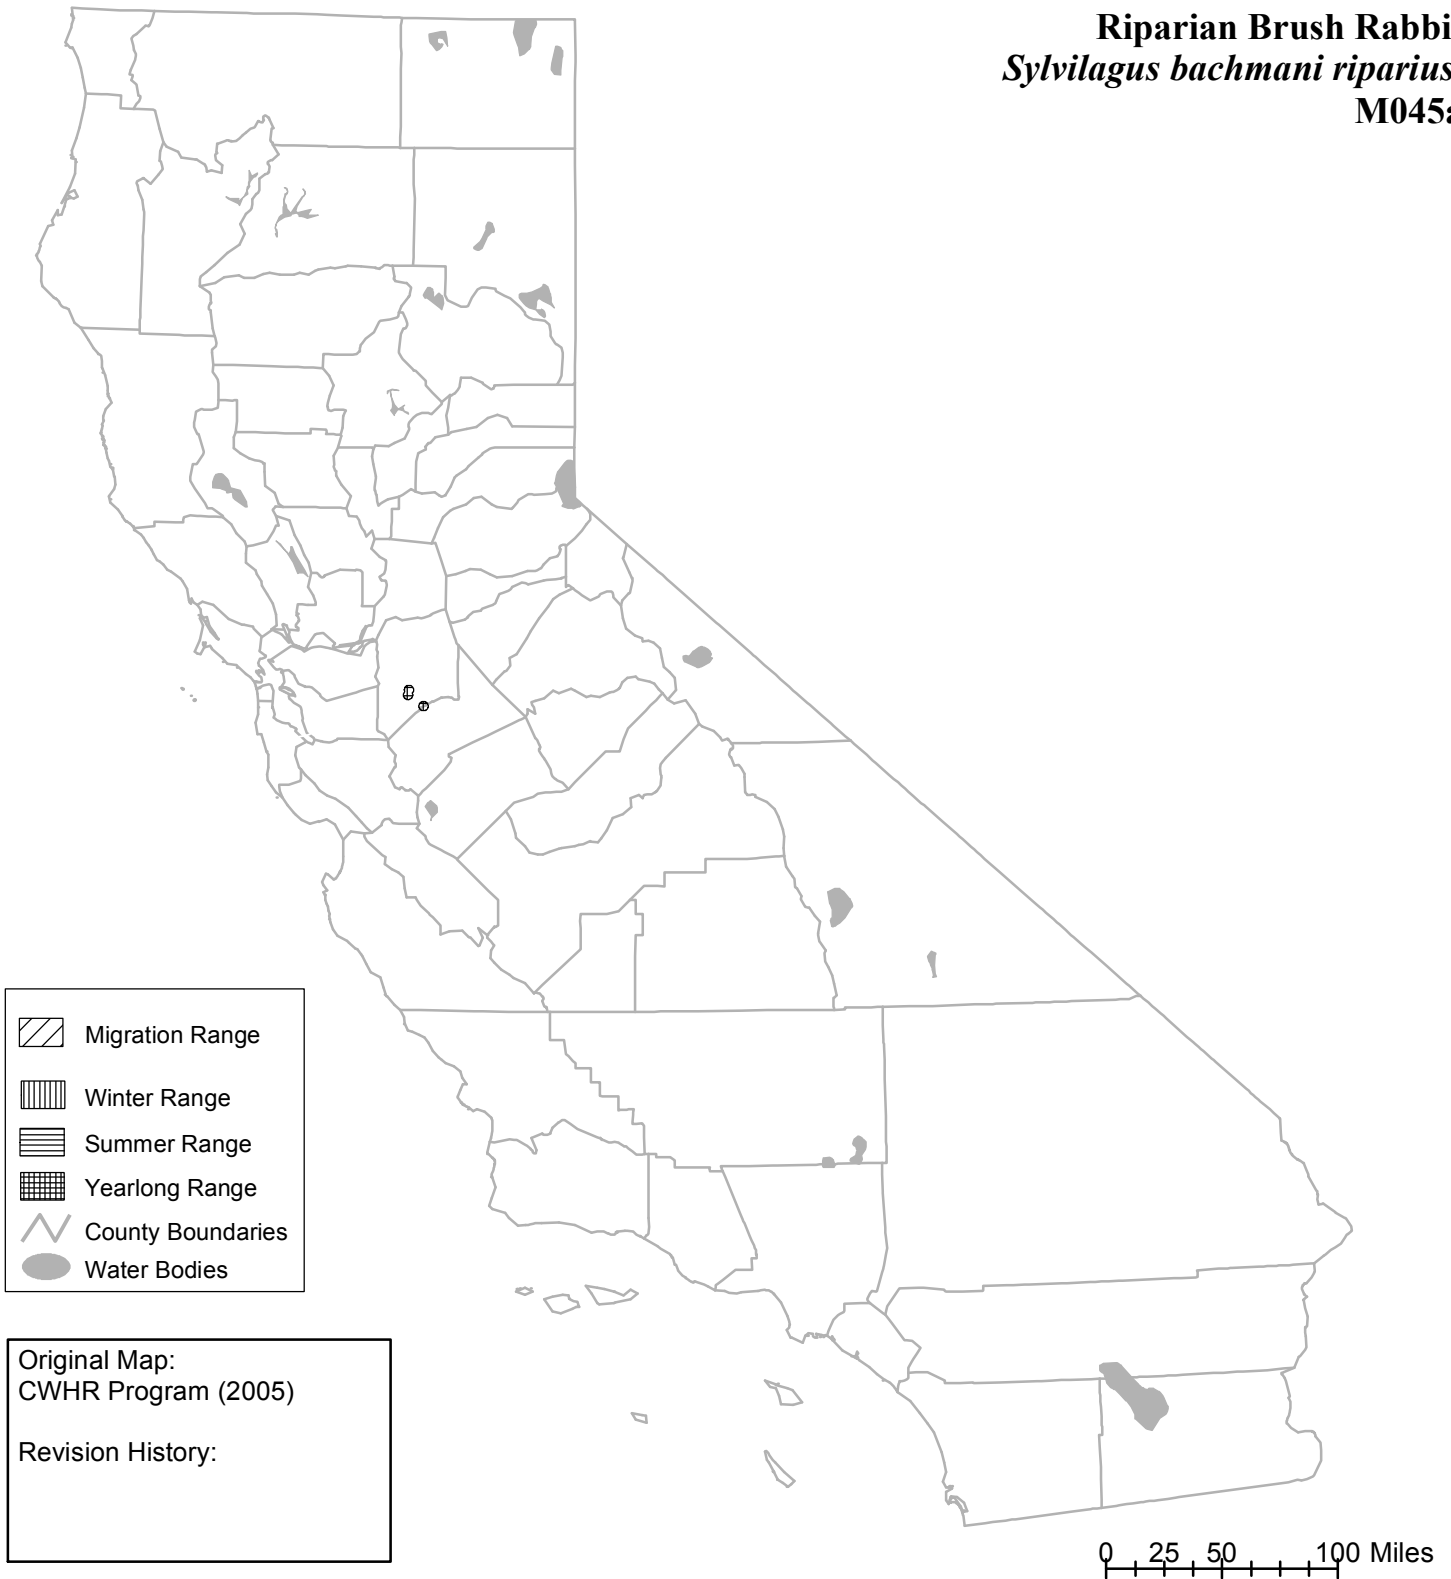 Riparian Brush Rabbi
Sylvilagus bachmani riparius
M045a
Migration Range
Winter Range
Summer Range
Yearlong Range
County Boundaries
Water Bodies
Original Map:
CWHR Program (2005)
Revision History:
0 25 50 100 Miles